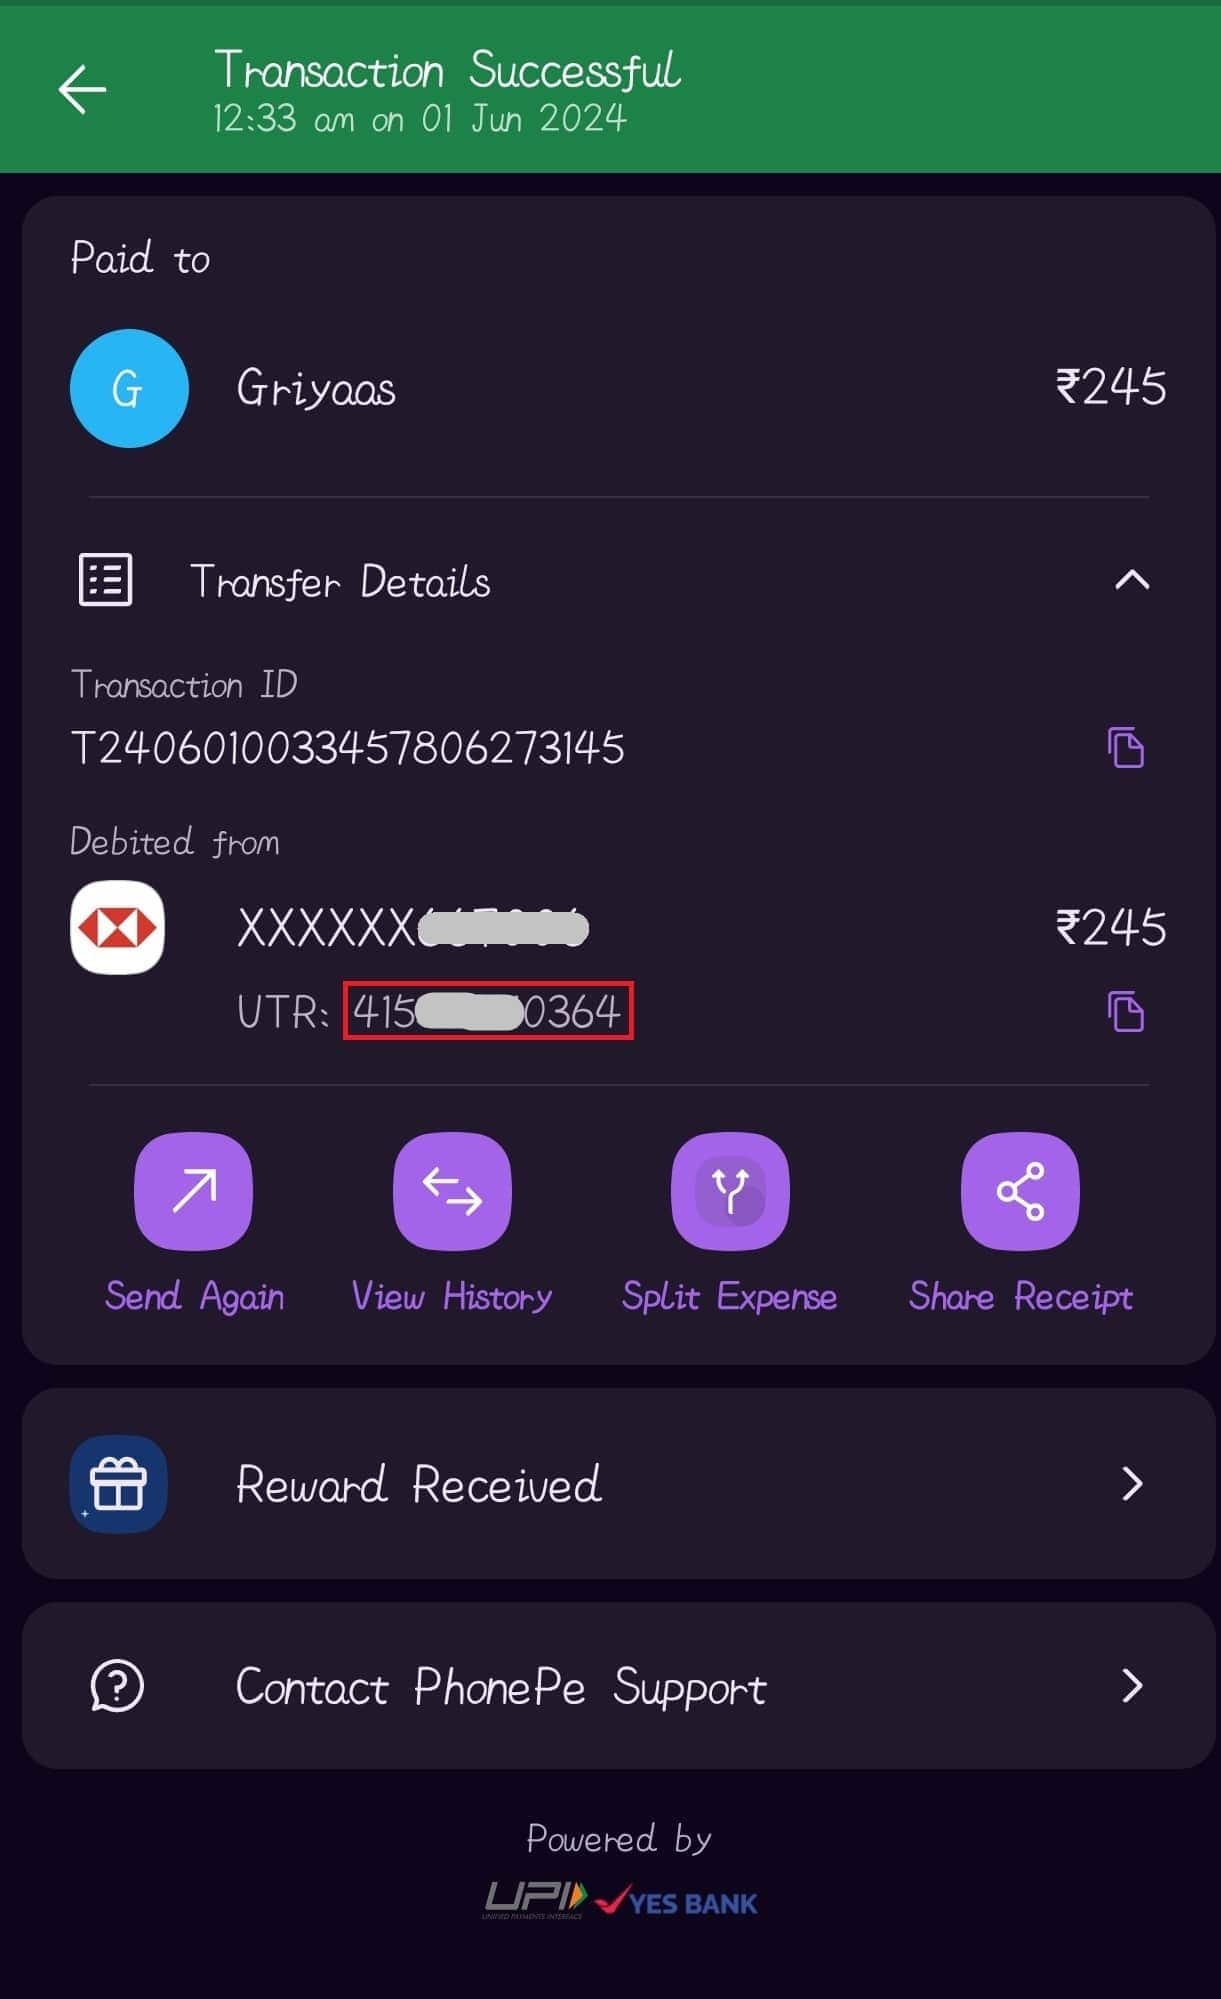 Transaction Successful
12:33 am on 01 Jun 2024
Paid to
G
Griyaas
₹245
Transfer Details
Transaction ID
T2406010033457806273145
Debited from
XXXXXX
₹245
UTR: 415 0364
Send Again
View History
Split Expense
Share Receipt
Reward Received
Contact PhonePe Support
Powered by
UPI
UNIFIED PAYMENTS INTERFACE
YES BANK